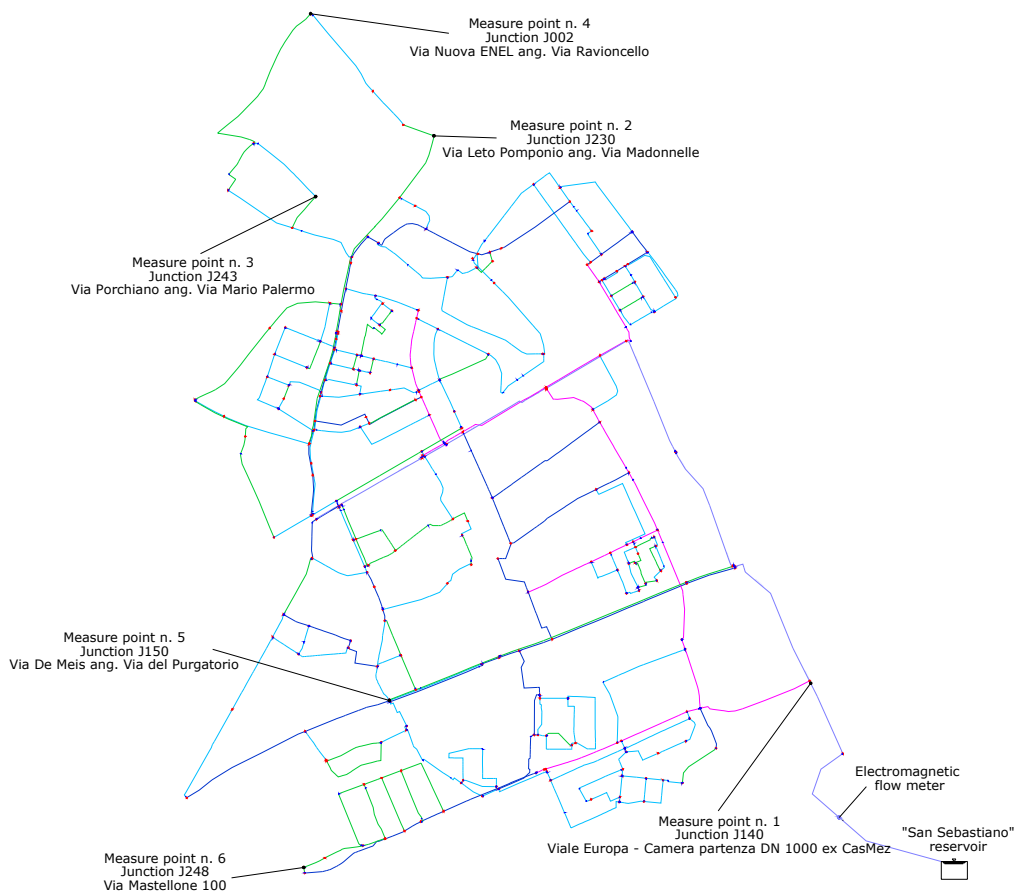 Measure point n. 4
Junction J002
Via Nuova ENEL ang. Via Ravioncello
Measure point n. 2
Junction J230
Via Leto Pomponio ang. Via Madonnelle
Measure point n. 3
Junction J243
Via Porchiano ang. Via Mario Palermo
Measure point n. 5
Junction J150
Via De Meis ang. Via del Purgatorio
Electromagnetic
flow meter
Measure point n. 1
Junction J140
Viale Europa - Camera partenza DN 1000 ex CasMez
"San Sebastiano"
reservoir
Measure point n. 6
Junction J248
Via Mastellone 100